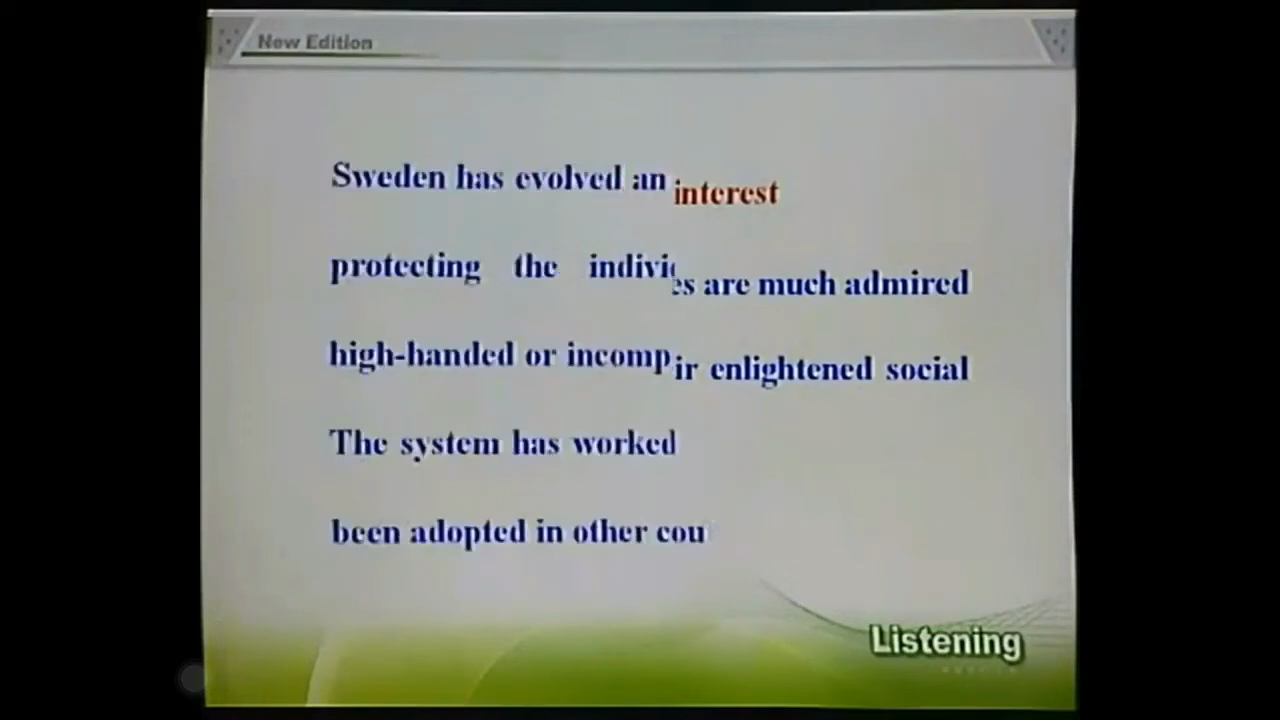 New Edition
Sweden has evolved an interest
protecting the indivi es are much admired
high-handed or incomp ir enlightened social
The system has worked
been adopted in other cou
Listening